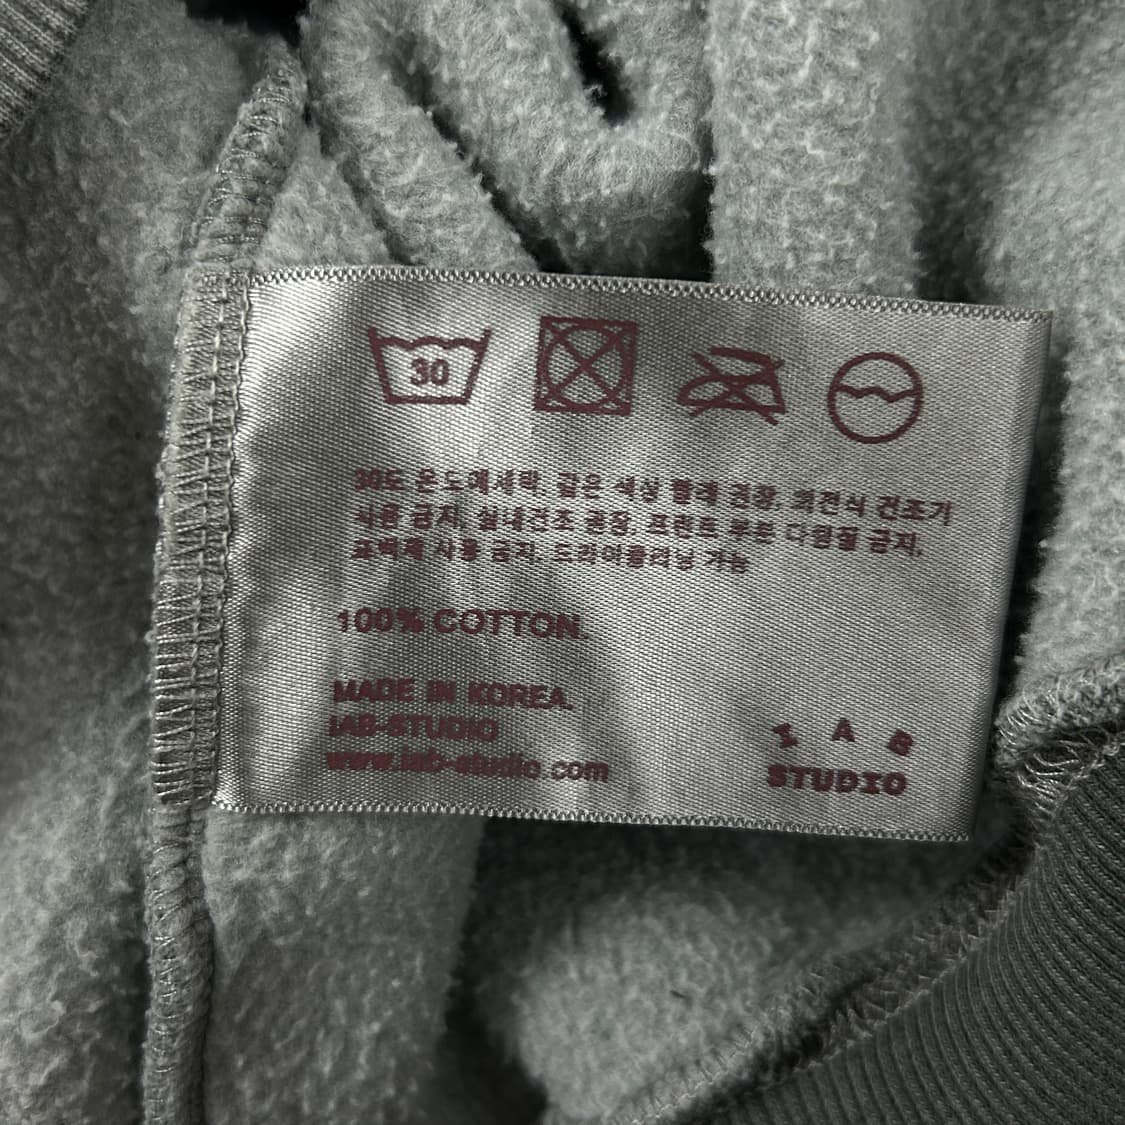 30
30도 온도에세탁. 같은 색상 빨래 권장. 회전식 건조기
사용 금지. 실내건조 권장. 프린트 부분 다림질 금지.
표백제 사용 금지. 드라이클리닝 가능
100% COTTON.
MADE IN KOREA.
IAB-STUDIO
www.iab-studio.com
I A B
STUDIO